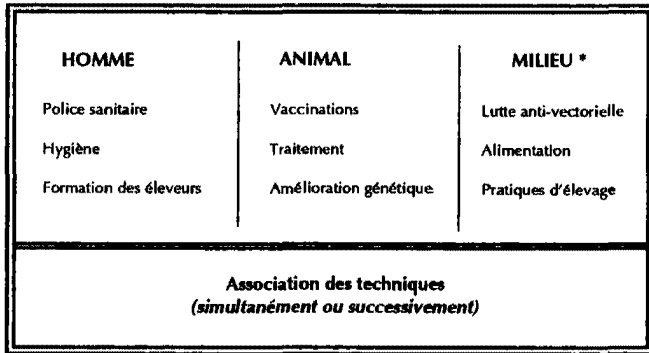 HOMME ANIMAL MILIEU *
Police sanitaire Vaccinations Lutte anti-vectorielle
Hygiène Traitement Alimentation
Formation des éleveurs Amélioration génétique Pratiques d'élevage
Association des techniques
(simultanément ou successivement)